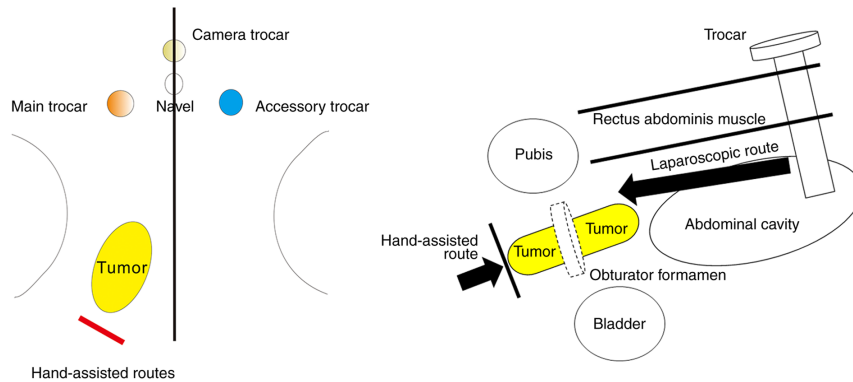 Camera trocar
Main trocar
Navel
Accessory trocar
Tumor
Hand-assisted routes
Trocar
Rectus abdominis muscle
Pubis
Laparoscopic route
Abdominal cavity
Hand-assisted
route
Tumor
Tumor
Obturator formamen
Bladder